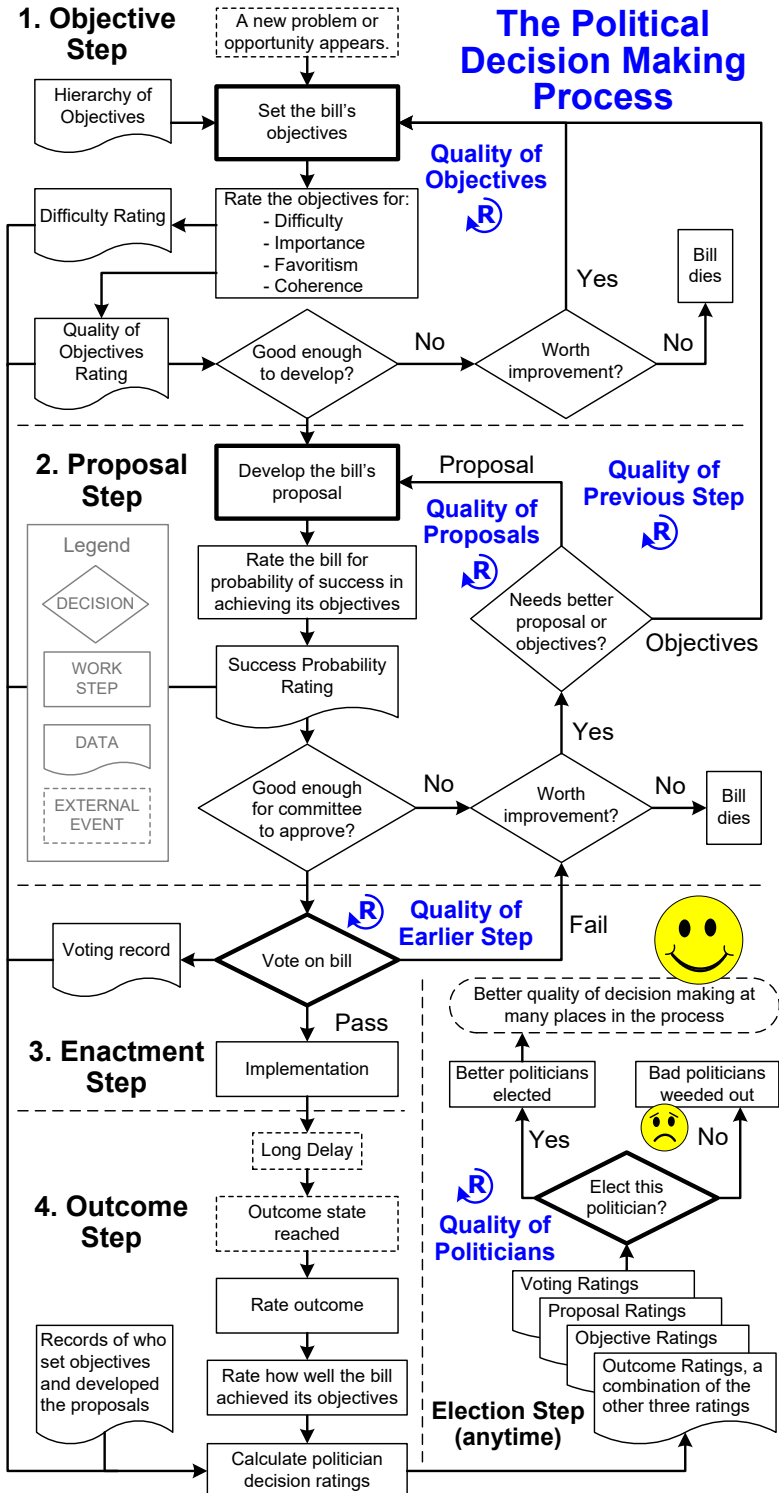 1. Objective
Step
A new problem or
opportunity appears.
The Political
Decision Making
Process
Hierarchy of
Objectives
Set the bill's
objectives
Quality of
Objectives
R
Difficulty Rating
Rate the objectives for:
- Difficulty
- Importance
- Favoritism
- Coherence
Yes
Bill
dies
Quality of
Objectives
Rating
Good enough
to develop?
No
Worth
improvement?
No
2. Proposal
Step
Develop the bill's
proposal
Proposal
Quality of
Proposals
R
Quality of
Previous Step
R
Legend
DECISION
WORK
STEP
DATA
EXTERNAL
EVENT
Rate the bill for
probability of success in
achieving its objectives
Needs better
proposal or
objectives?
Objectives
Success Probability
Rating
Yes
Good enough
for committee
to approve?
No
Worth
improvement?
No
Bill
dies
R
Quality of
Earlier Step
Fail
Voting record
Vote on bill
Pass
Better quality of decision making at
many places in the process
3. Enactment
Step
Implementation
Better politicians
elected
Bad politicians
weeded out
Yes
No
Long Delay
4. Outcome
Step
Outcome state
reached
R
Quality of
Politicians
Elect this
politician?
Rate outcome
Voting Ratings
Proposal Ratings
Objective Ratings
Outcome Ratings, a
combination of the
other three ratings
Records of who
set objectives
and developed
the proposals
Rate how well the bill
achieved its objectives
Election Step
(anytime)
Calculate politician
decision ratings